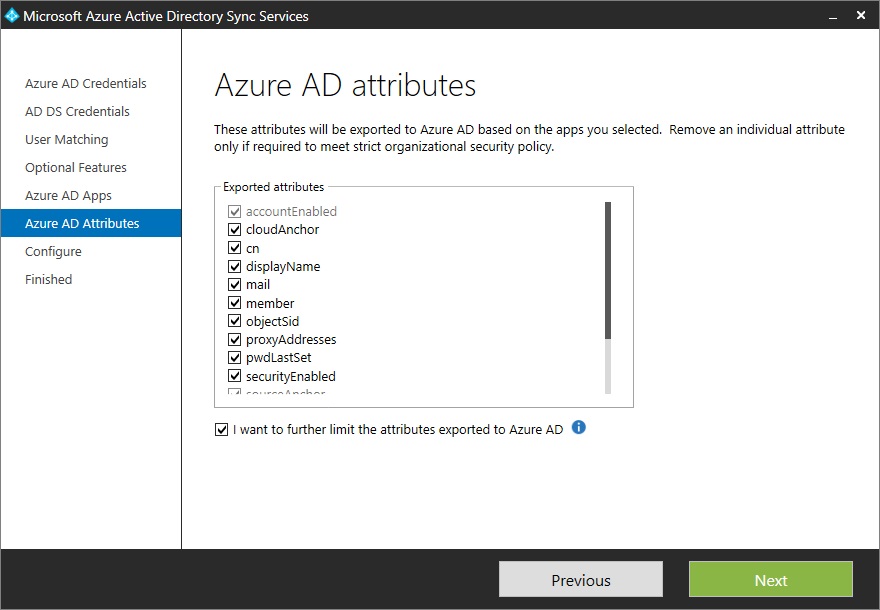 Microsoft Azure Active Directory Sync Services
Azure AD Credentials
AD DS Credentials
User Matching
Optional Features
Azure AD Apps
Azure AD Attributes
Configure
Finished
Azure AD attributes
These attributes will be exported to Azure AD based on the apps you selected. Remove an individual attribute
only if required to meet strict organizational security policy.
Exported attributes
accountEnabled
cloudAnchor
cn
displayName
mail
member
objectSid
proxyAddresses
pwdLastSet
securityEnabled
sourceAnchor
I want to further limit the attributes exported to Azure AD
Previous
Next